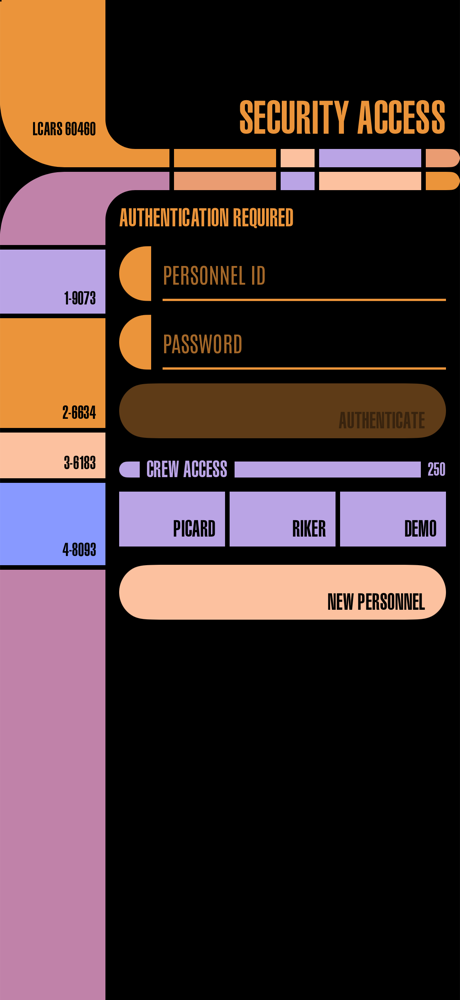 LCARS 60460
SECURITY ACCESS
AUTHENTICATION REQUIRED
1-9073
PERSONNEL ID
PASSWORD
2-6634
AUTHENTICATE
3-6183
CREW ACCESS 250
4-8093
PICARD RIKER DEMO
NEW PERSONNEL